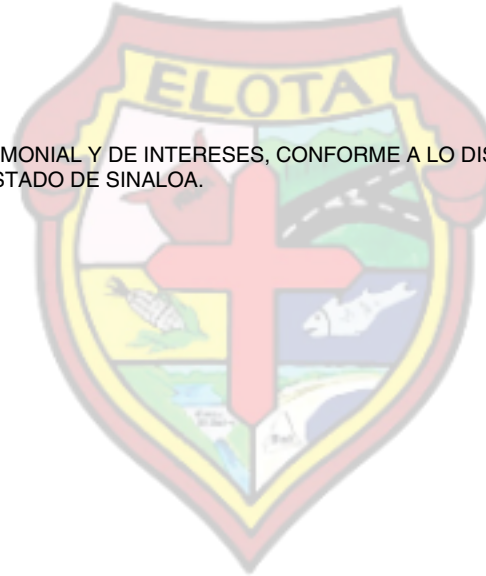 ELOTA
MONIAL Y DE INTERESES, CONFORME A LO DIS
STADO DE SINALOA.